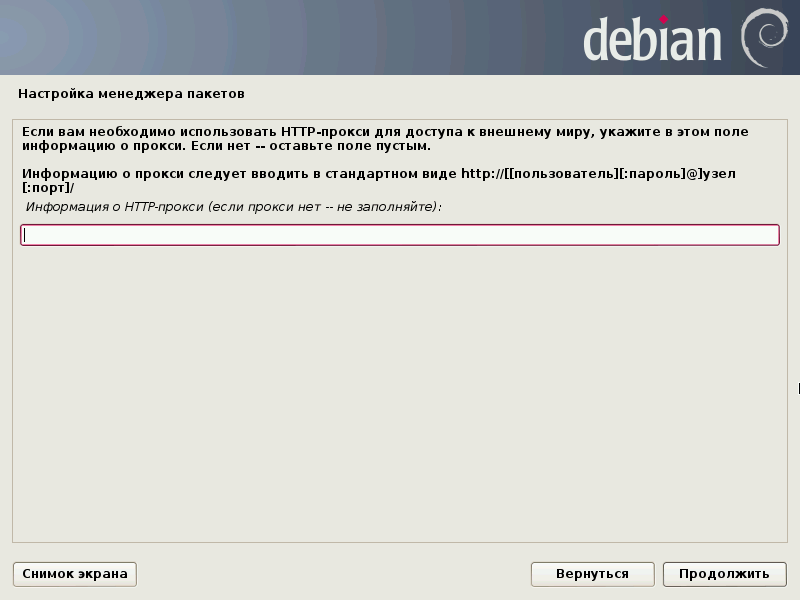 debian
Настройка менеджера пакетов
Если вам необходимо использовать HTTP-прокси для доступа к внешнему миру, укажите в этом поле
информацию о прокси. Если нет -- оставьте поле пустым.
Информацию о прокси следует вводить в стандартном виде http://[[пользователь][:пароль]@]узел
[:порт]/
Информация о HTTP-прокси (если прокси нет -- не заполняйте):
Снимок экрана
Вернуться
Продолжить